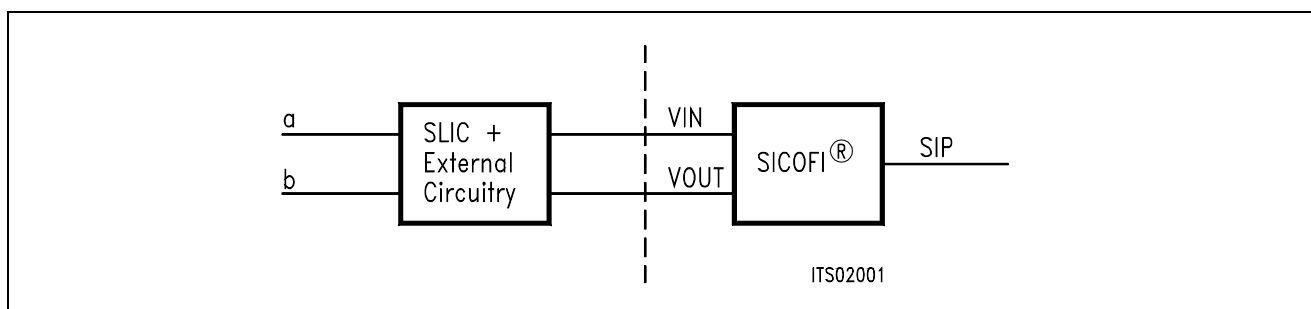 a
b
SLIC +
External
Circuitry
VIN
VOUT
SICOFI®
SIP
ITS02001